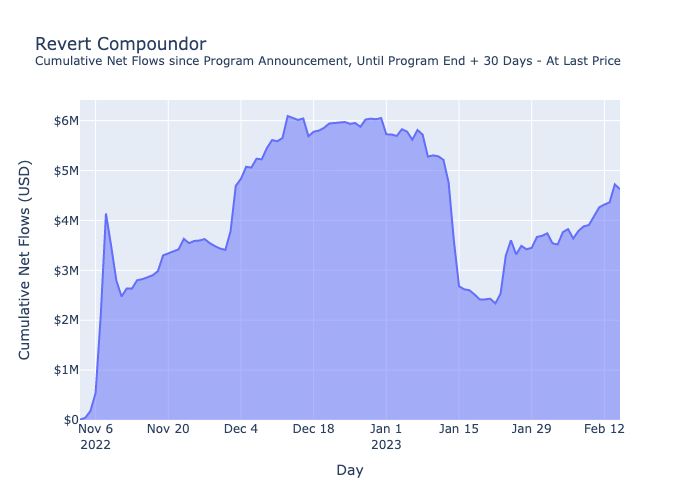 Revert Compoundor
Cumulative Net Flows since Program Announcement, Until Program End + 30 Days - At Last Price
Cumulative Net Flows (USD)
$6M
$5M
$4M
$3M
$2M
$1M
$0
Nov 6 Nov 20 Dec 4 Dec 18 Jan 1 Jan 15 Jan 29 Feb 12
2022 2023
Day